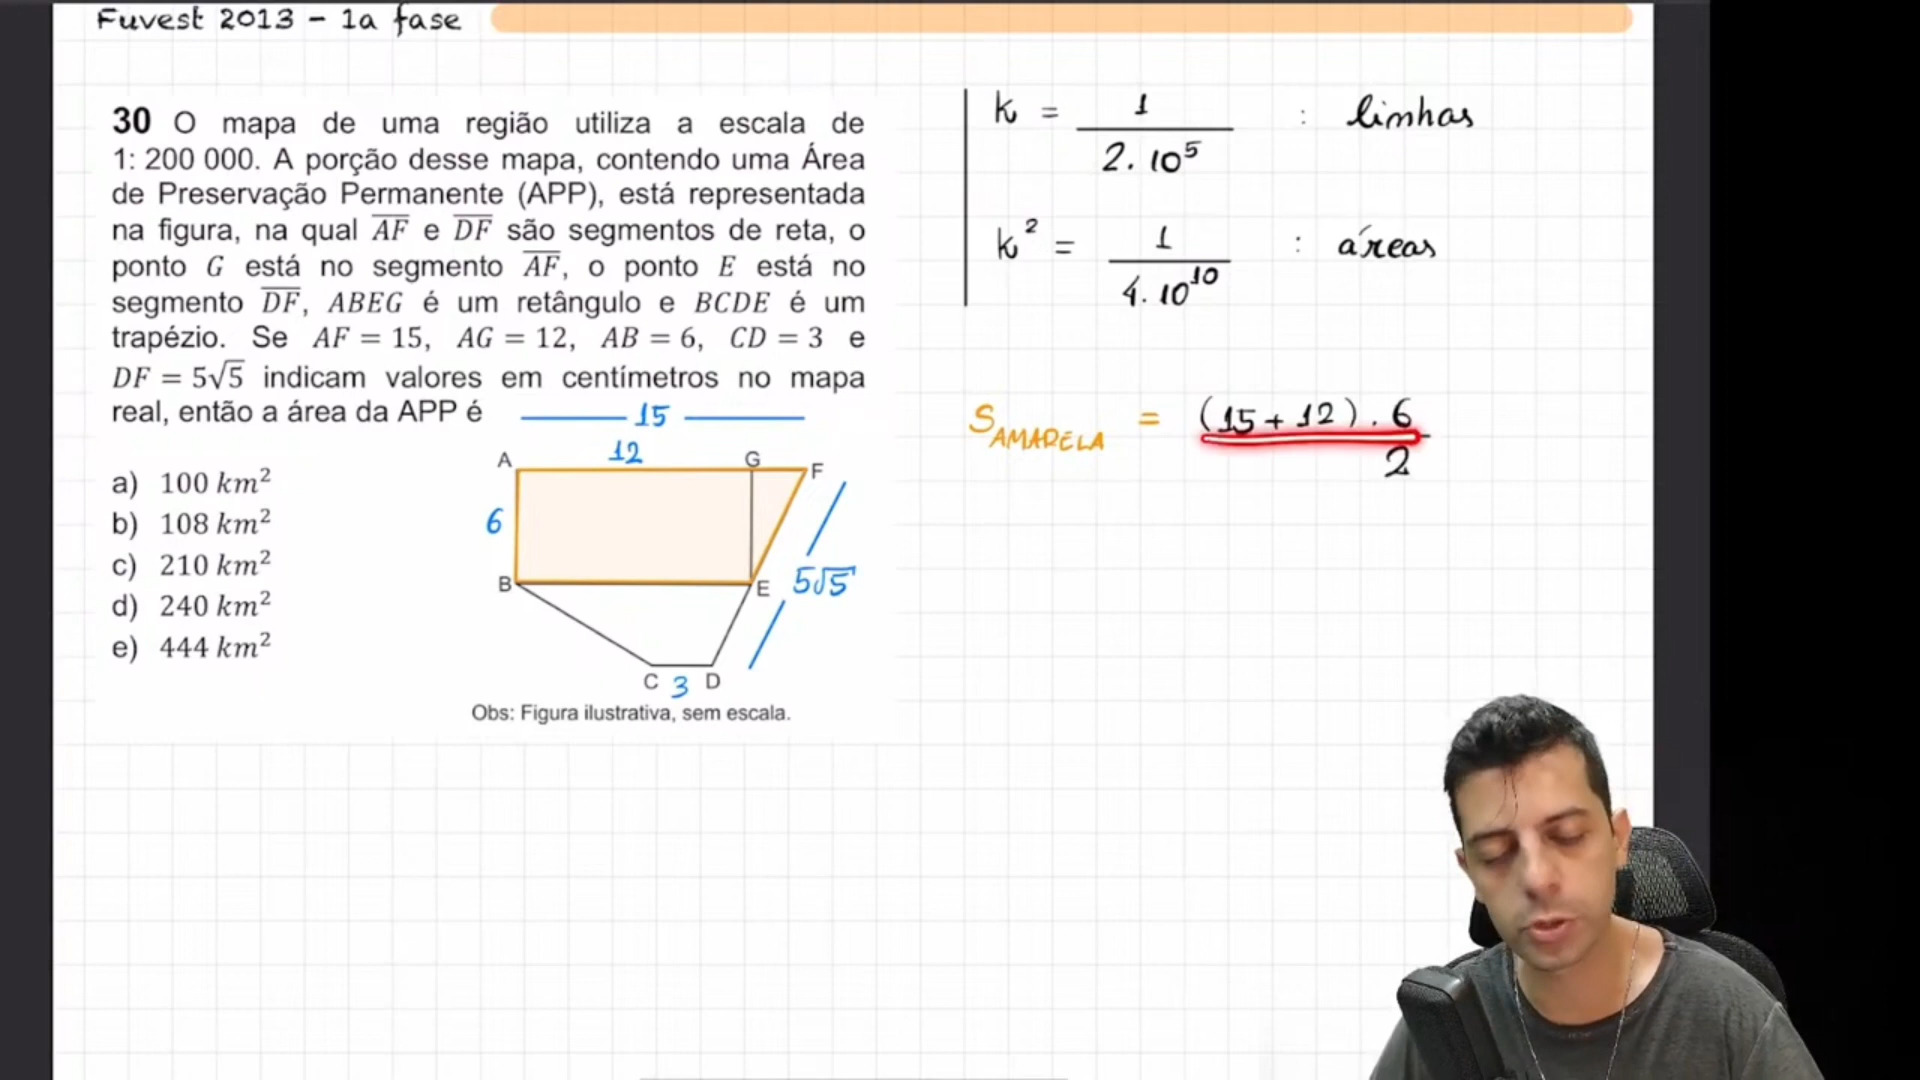 Fuvest 2013 - 1a fase
30 O mapa de uma região utiliza a escala de
1: 200 000. A porção desse mapa, contendo uma Área
de Preservação Permanente (APP), está representada
na figura, na qual A̅F̅ e D̅F̅ são segmentos de reta, o
ponto G está no segmento A̅F̅, o ponto E está no
segmento D̅F̅, ABEG é um retângulo e BCDE é um
trapézio. Se AF = 15, AG = 12, AB = 6, CD = 3 e
DF = 5√5 indicam valores em centímetros no mapa
real, então a área da APP é
a) 100 km²
b) 108 km²
c) 210 km²
d) 240 km²
e) 444 km²
15
12
A G F
6
B E 5√5
C 3 D
Obs: Figura ilustrativa, sem escala.
k = 1 / 2. 10⁵ : linhas
k² = 1 / 4. 10¹⁰ : áreas
S AMARELA = (15 + 12) . 6 / 2